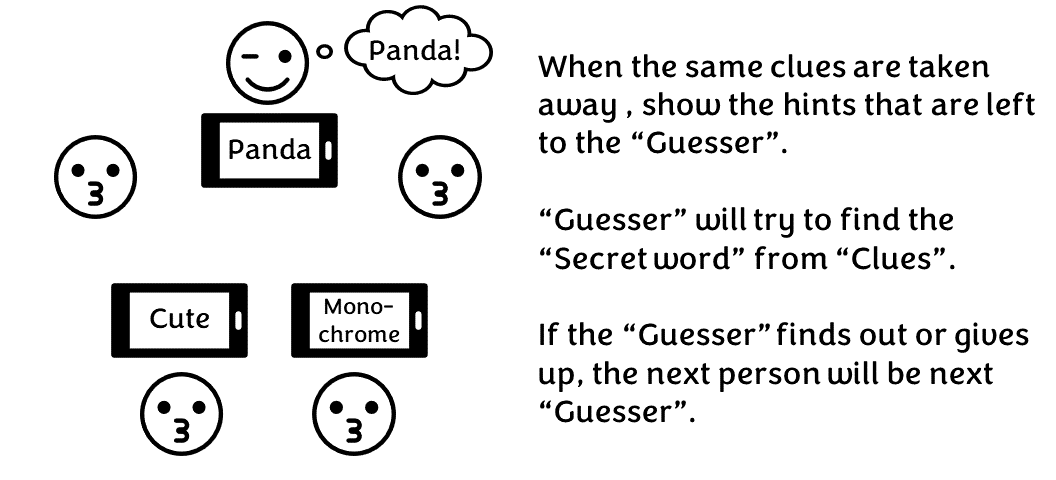 Panda!
Panda
Cute
Mono-
chrome
When the same clues are taken
away , show the hints that are left
to the “Guesser”.
“Guesser” will try to find the
“Secret word” from “Clues”.
If the “Guesser” finds out or gives
up, the next person will be next
“Guesser”.